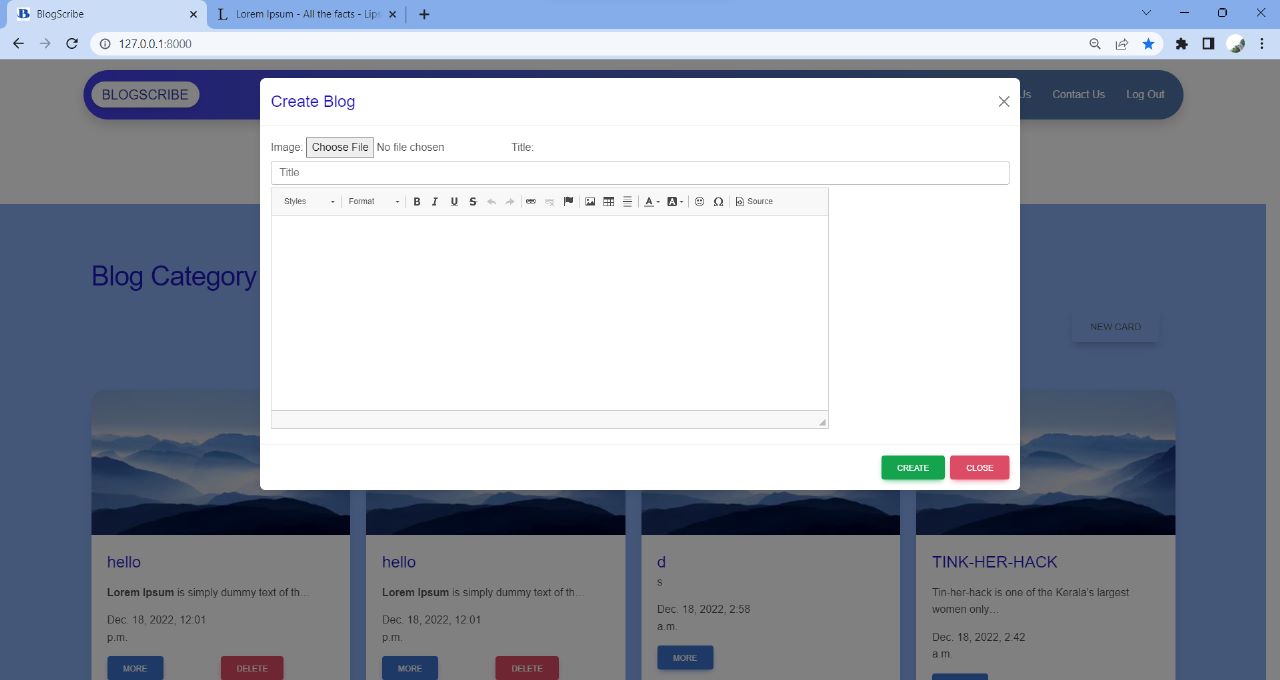 BlogScribe
Lorem Ipsum - All the facts - Lips
127.0.0.1:8000
BLOGSCRIBE
Us
Contact Us
Log Out
Create Blog
Image: Choose File No file chosen
Title:
Title
Styles
Format
B I U S
Source
Blog Category
NEW CARD
CREATE
CLOSE
hello
Lorem Ipsum is simply dummy text of th...
Dec. 18, 2022, 12:01
p.m.
MORE
DELETE
hello
Lorem Ipsum is simply dummy text of th...
Dec. 18, 2022, 12:01
p.m.
MORE
DELETE
d
s
Dec. 18, 2022, 2:58
a.m.
MORE
TINK-HER-HACK
Tin-her-hack is one of the Kerala's largest
women only...
Dec. 18, 2022, 2:42
a.m.